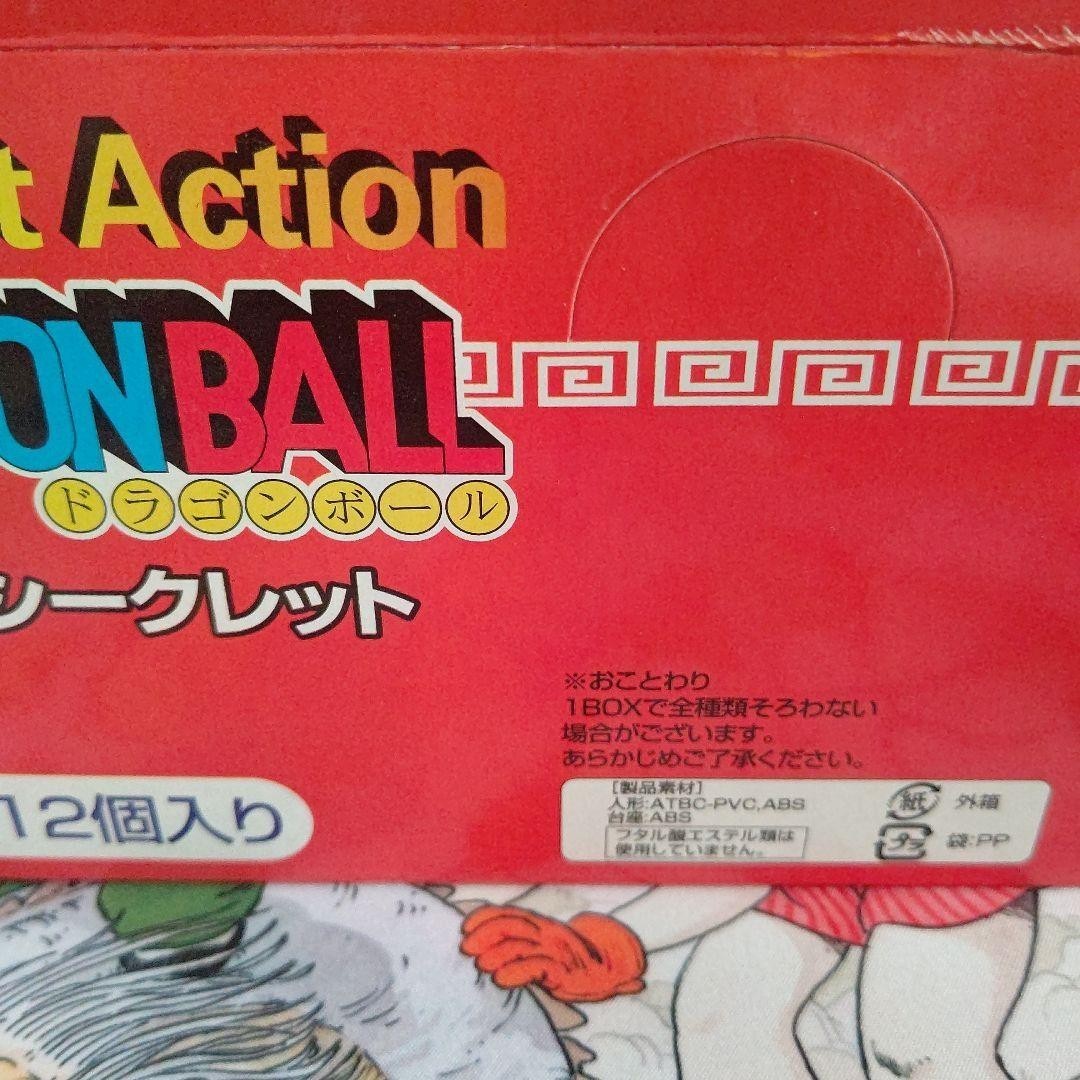 t Action
ONBALL
ドラゴンボール
シークレット
※おことわり
1BOXで全種類そろわない
場合がございます。
あらかじめご了承ください。
12個入り
[製品素材]
人形:ATBC-PVC,ABS
台座:ABS
フタル酸エステル類は
使用していません。
紙 外箱
プラ 袋:PP